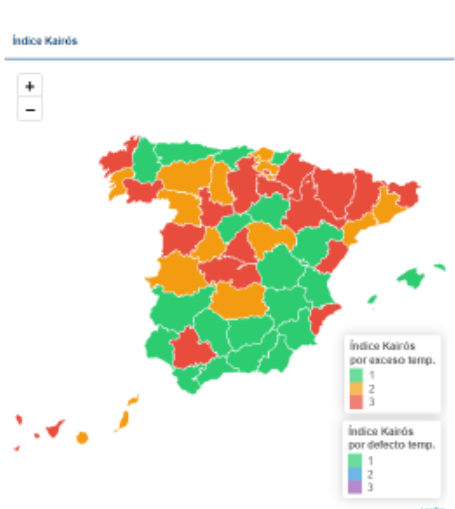 Índice Kairós
+
−
Índice Kairós
por exceso temp.
1
2
3
Índice Kairós
por defecto temp.
1
2
3